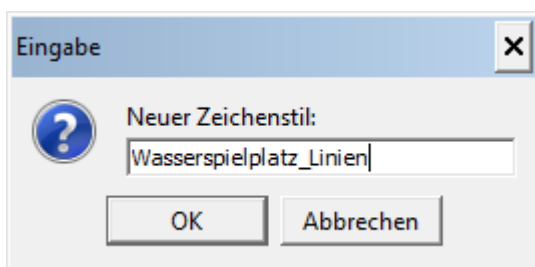 Eingabe
Neuer Zeichenstil:
Wasserspielplatz_Linien
OK
Abbrechen